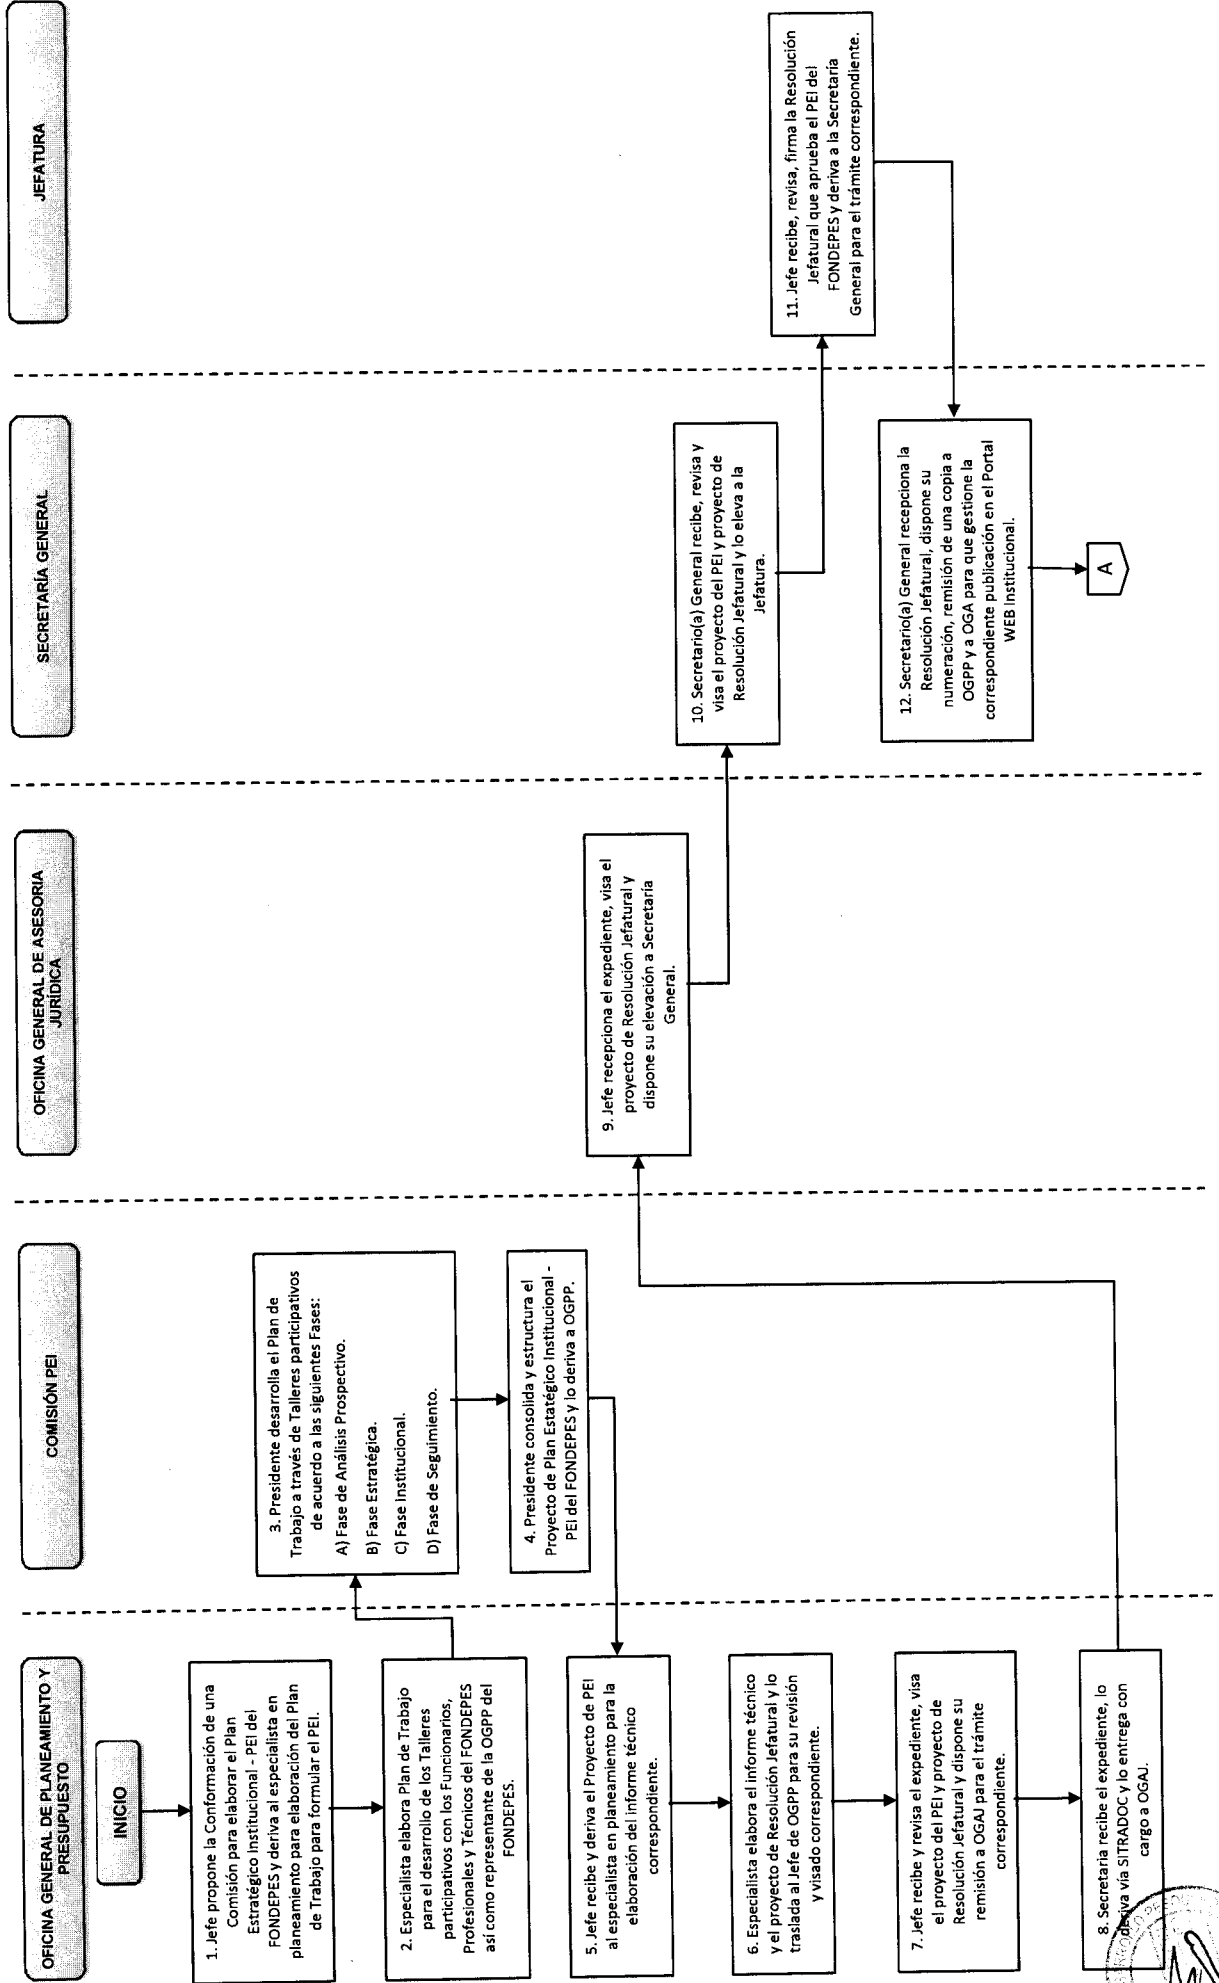 OFICINA GENERAL DE PLANEAMIENTO Y
PRESUPUESTO
COMISIÓN PEI
OFICINA GENERAL DE ASESORIA
JURÍDICA
SECRETARÍA GENERAL
JEFATURA
INICIO
1. Jefe propone la Conformación de una
Comisión para elaborar el Plan
Estratégico Institucional - PEI del
FONDEPES y deriva al especialista en
planeamiento para elaboración del Plan
de Trabajo para formular el PEI.
2. Especialista elabora Plan de Trabajo
para el desarrollo de los Talleres
participativos con los Funcionarios,
Profesionales y Técnicos del FONDEPES
así como representante de la OGPP del
FONDEPES.
3. Presidente desarrolla el Plan de
Trabajo a través de Talleres participativos
de acuerdo a las siguientes Fases:
A) Fase de Análisis Prospectivo.
B) Fase Estratégica.
C) Fase Institucional.
D) Fase de Seguimiento.
4. Presidente consolida y estructura el
Proyecto de Plan Estatégico Institucional -
PEI del FONDEPES y lo deriva a OGPP.
5. Jefe recibe y deriva el Proyecto de PEI
al especialista en planeamiento para la
elaboración del informe técnico
correspondiente.
6. Especialista elabora el informe técnico
y el proyecto de Resolución Jefatural y lo
traslada al Jefe de OGPP para su revisión
y visado correspondiente.
7. Jefe recibe y revisa el expediente, visa
el proyecto del PEI y proyecto de
Resolución Jefatural y dispone su
remisión a OGAJ para el trámite
correspondiente.
8. Secretaria recibe el expediente, lo
deriva vía SITRADOC y lo entrega con
cargo a OGAJ.
9. Jefe recepciona el expediente, visa el
proyecto de Resolución Jefatural y
dispone su elevación a Secretaría
General.
10. Secretario(a) General recibe, revisa y
visa el proyecto del PEI y proyecto de
Resolución Jefatural y lo eleva a la
Jefatura.
11. Jefe recibe, revisa, firma la Resolución
Jefatural que aprueba el PEI del
FONDEPES y deriva a la Secretaría
General para el trámite correspondiente.
12. Secretario(a) General recepciona la
Resolución Jefatural, dispone su
numeración, remisión de una copia a
OGPP y a OGA para que gestione la
correspondiente publicación en el Portal
WEB Institucional.
A